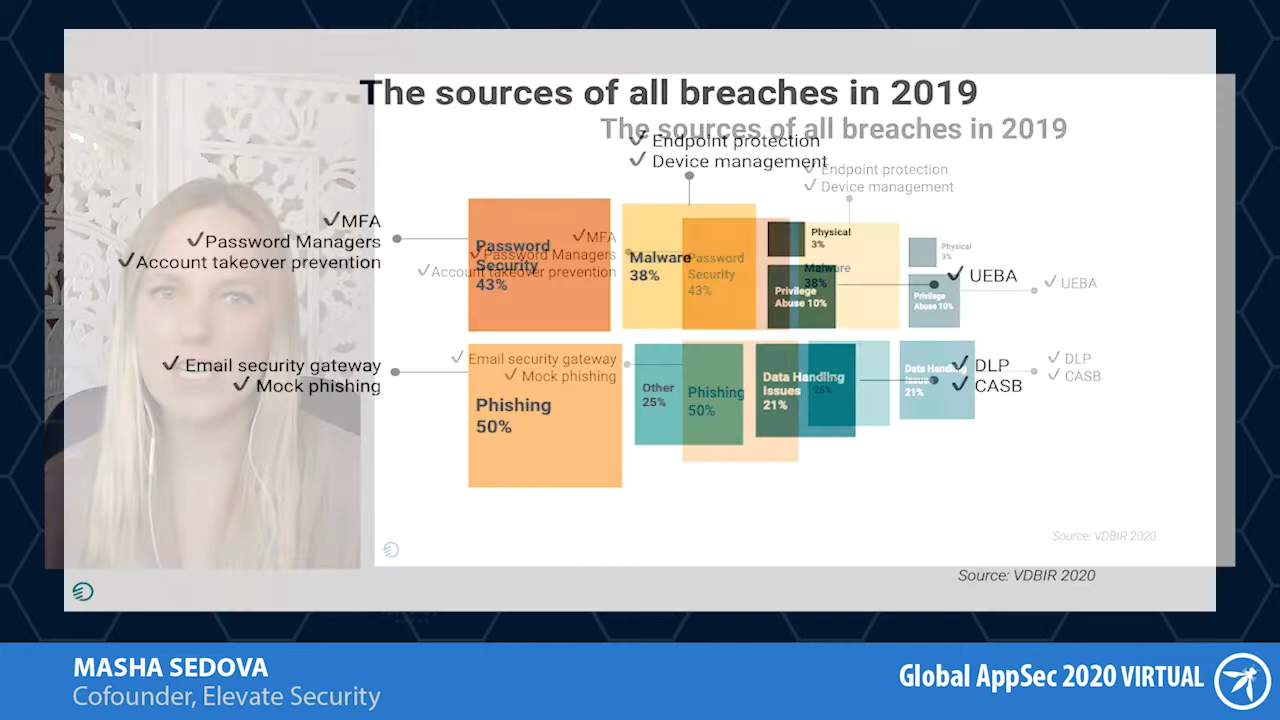 The sources of all breaches in 2019
The sources of all breaches in 2019
✓ Endpoint protection
✓ Device management
✓ Endpoint protection
✓ Device management
✓MFA
✓Password Managers
✓Account takeover prevention
✓MFA
✓Password Managers
✓Account takeover prevention
Password
Security
43%
Malware
38%
Password
Security
43%
Malware
38%
Physical
3%
Physical
3%
Privilege
Abuse 10%
Privilege
Abuse 10%
✓ UEBA
✓ UEBA
✓ Email security gateway
✓ Mock phishing
✓ Email security gateway
✓ Mock phishing
Phishing
50%
Other
25%
Phishing
50%
Data Handling
Issues
21%
25%
Data Handling
Issues
21%
✓ DLP
✓ CASB
✓ DLP
✓ CASB
Source: VDBIR 2020
Source: VDBIR 2020
MASHA SEDOVA
Cofounder, Elevate Security
Global AppSec 2020 VIRTUAL